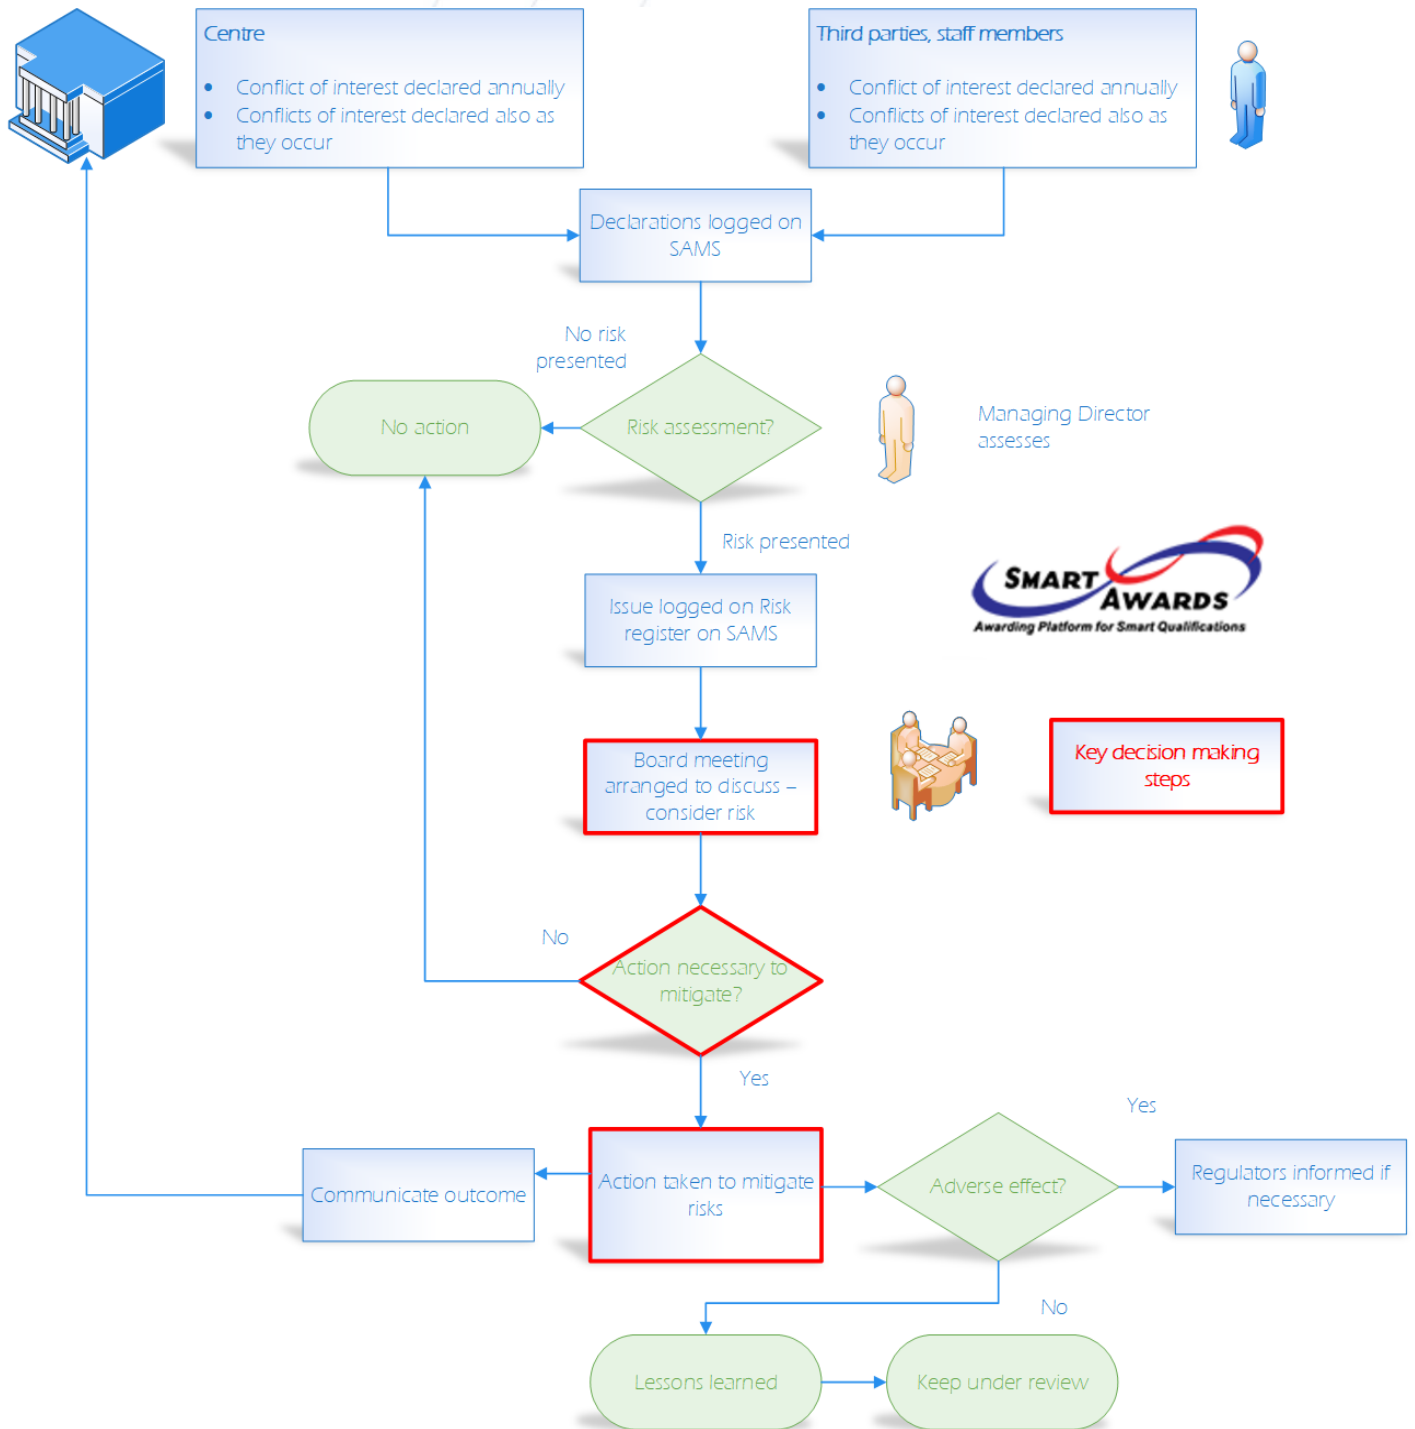 Centre
• Conflict of interest declared annually
• Conflicts of interest declared also as
they occur
Third parties, staff members
• Conflict of interest declared annually
• Conflicts of interest declared also as
they occur
Declarations logged on
SAMS
No risk
presented
No action
Risk assessment?
Managing Director
assesses
Risk presented
SMART
AWARDS
Awarding Platform for Smart Qualifications
Issue logged on Risk
register on SAMS
Board meeting
arranged to discuss –
consider risk
Key decision making
steps
No
Action necessary to
mitigate?
Yes
Communicate outcome
Action taken to mitigate
risks
Adverse effect?
Yes
Regulators informed if
necessary
No
Lessons learned
Keep under review